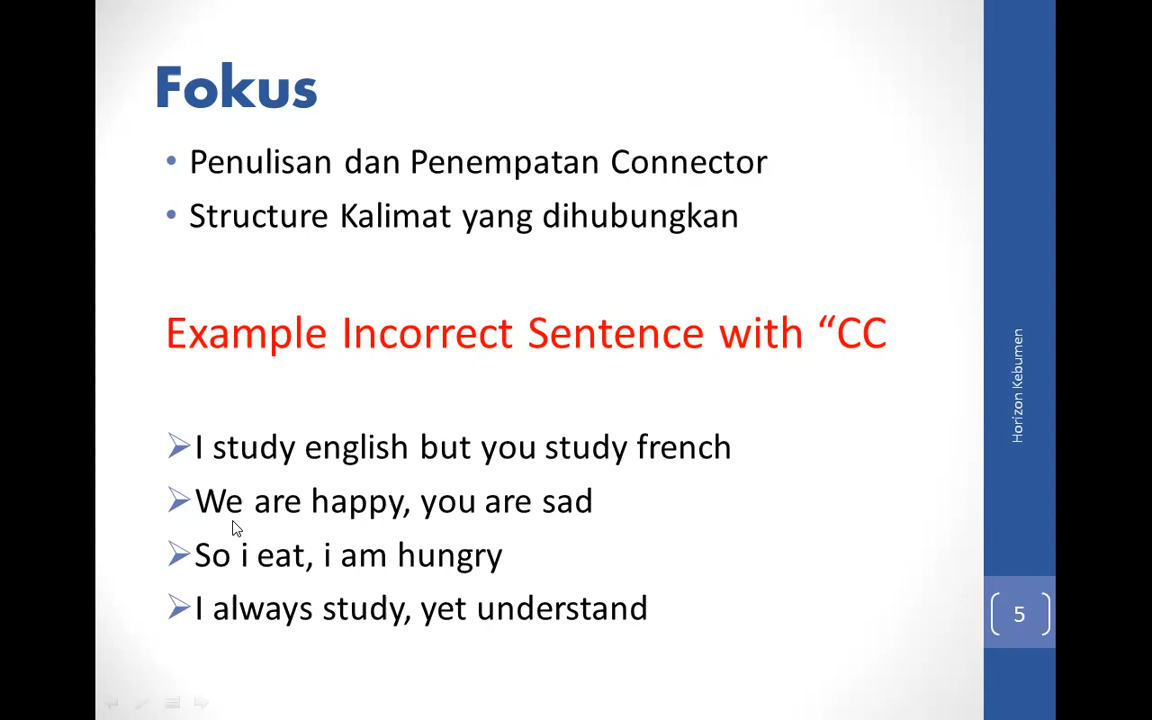 Fokus
• Penulisan dan Penempatan Connector
• Structure Kalimat yang dihubungkan
Example Incorrect Sentence with “CC
➢I study english but you study french
➢We are happy, you are sad
➢So i eat, i am hungry
➢I always study, yet understand
Horizon Kebumen
5